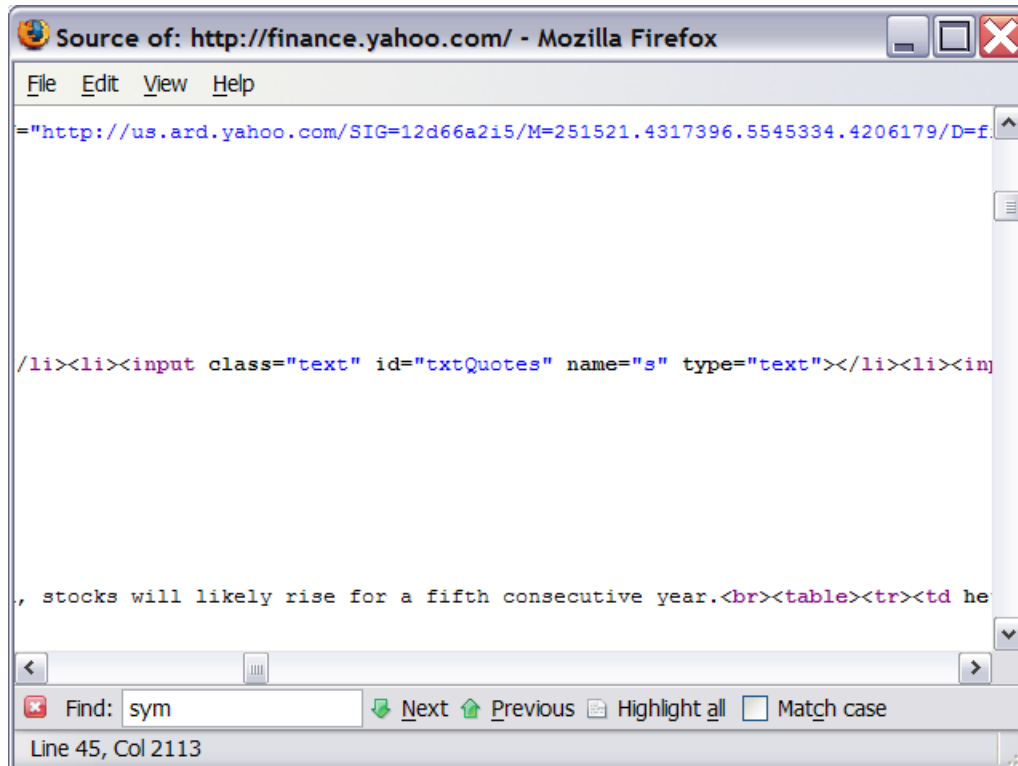 Source of: http://finance.yahoo.com/ - Mozilla Firefox
File Edit View Help
="http://us.ard.yahoo.com/SIG=12d66a2i5/M=251521.4317396.5545334.4206179/D=f
/li><li><input class="text" id="txtQuotes" name="s" type="text"></li><li><in
, stocks will likely rise for a fifth consecutive year.<br><table><tr><td he
Find: sym Next Previous Highlight all Match case
Line 45, Col 2113